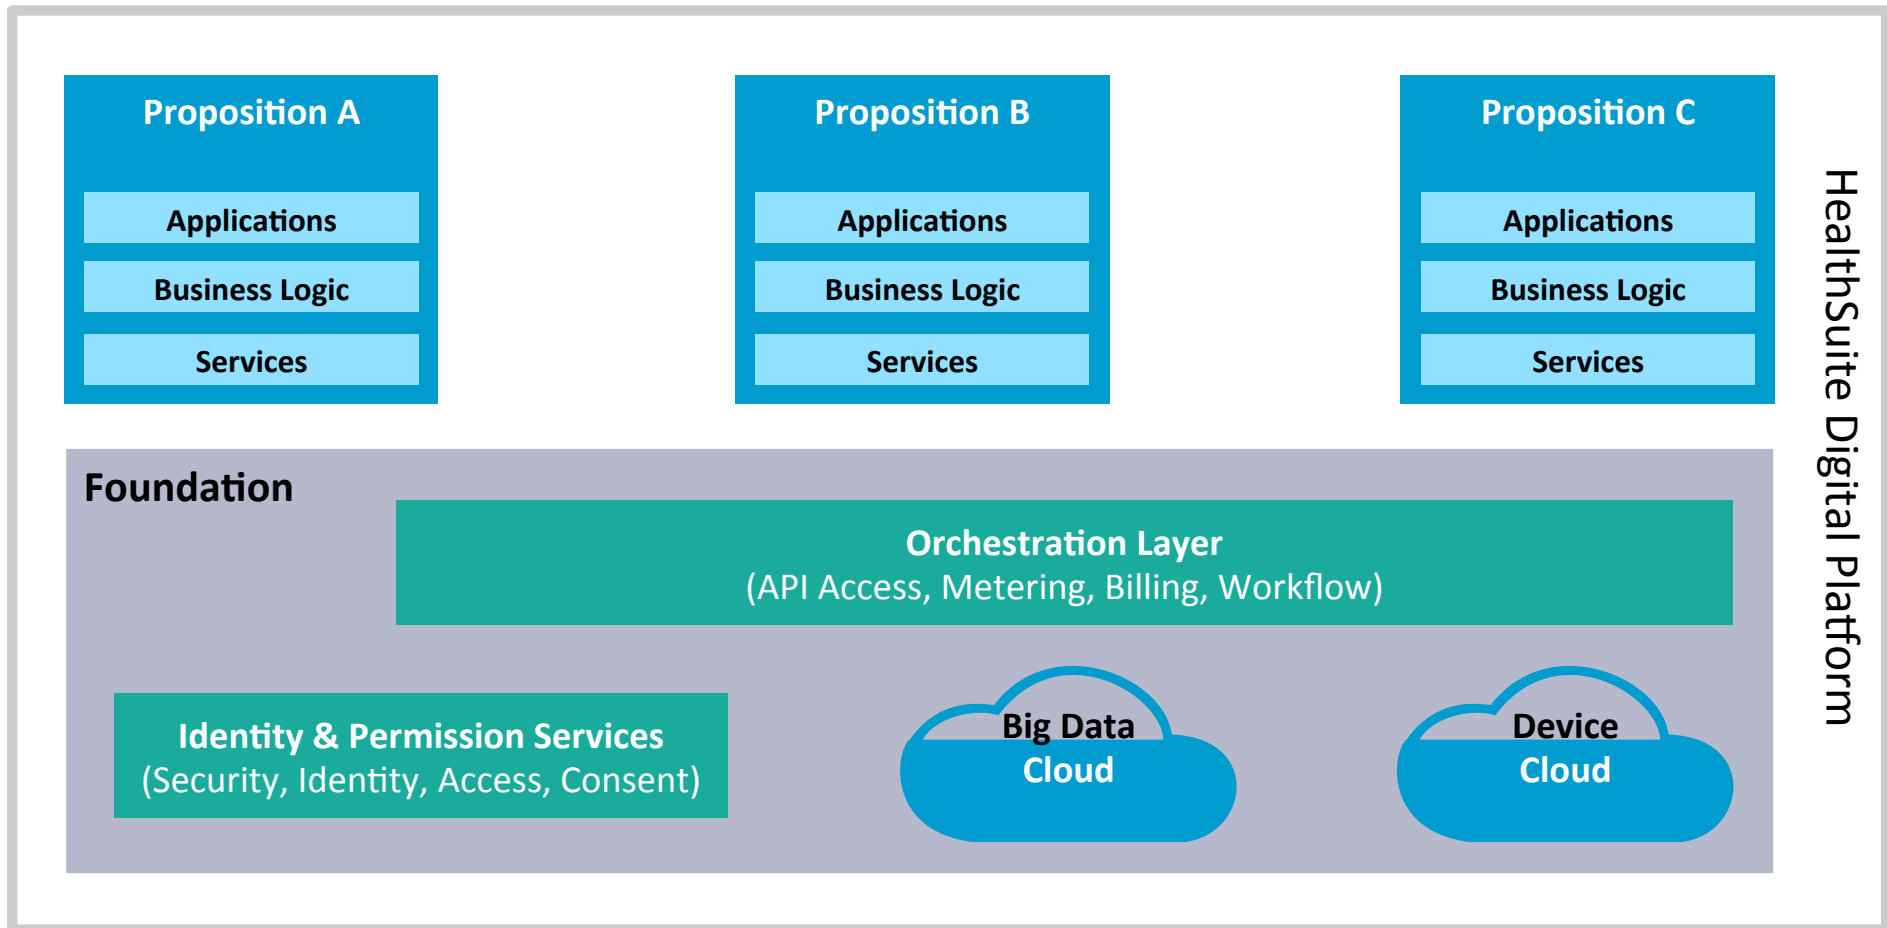 Proposition A
Applications
Business Logic
Services
Proposition B
Applications
Business Logic
Services
Proposition C
Applications
Business Logic
Services
HealthSuite Digital Platform
Foundation
Orchestration Layer
(API Access, Metering, Billing, Workflow)
Identity & Permission Services
(Security, Identity, Access, Consent)
Big Data
Cloud
Device
Cloud